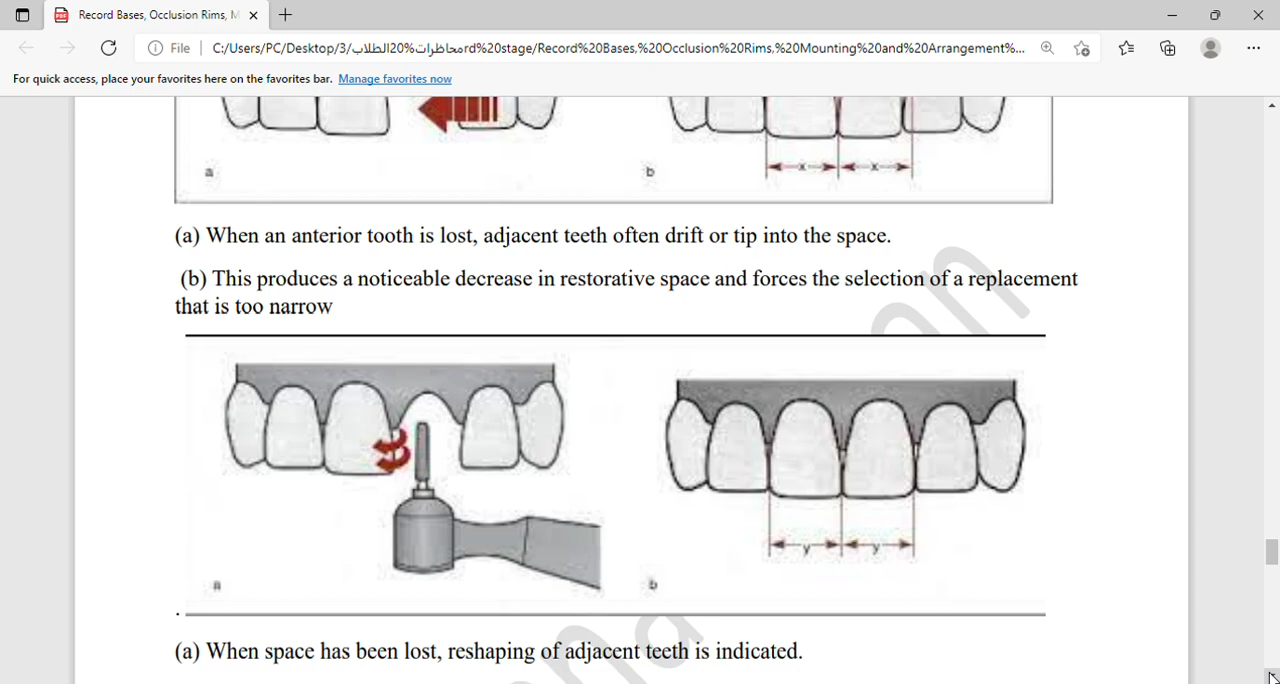 Record Bases, Occlusion Rims, M
File
C:/Users/PC/Desktop/3/محاظرات%20الطلاب/rd%20stage/Record%20Bases,%20Occlusion%20Rims,%20Mounting%20and%20Arrangement%...
For quick access, place your favorites here on the favorites bar. Manage favorites now
a
b
x x
(a) When an anterior tooth is lost, adjacent teeth often drift or tip into the space.
(b) This produces a noticeable decrease in restorative space and forces the selection of a replacement
that is too narrow
y y
a
b
.
(a) When space has been lost, reshaping of adjacent teeth is indicated.